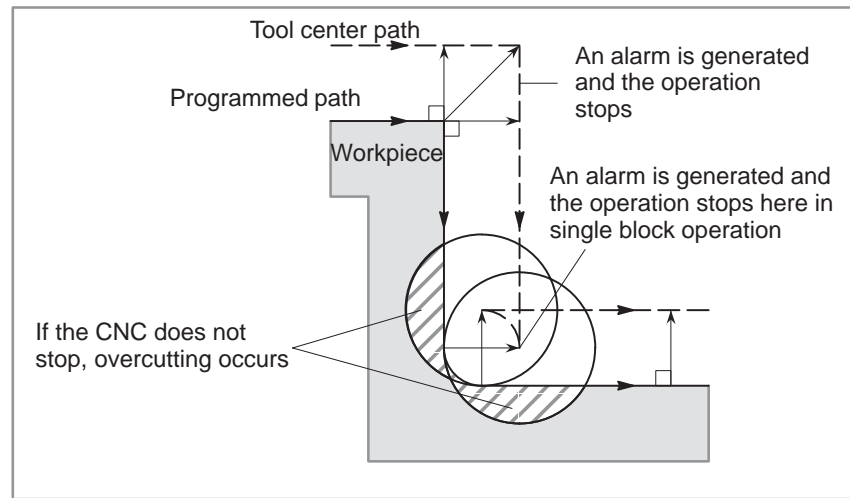 Tool center path
An alarm is generated
and the operation
stops
Programmed path
Workpiece
An alarm is generated and
the operation stops here in
single block operation
If the CNC does not
stop, overcutting occurs